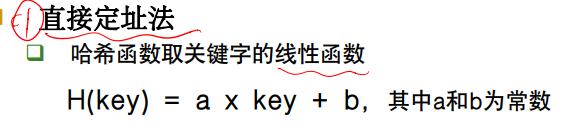 直接定址法
哈希函数取关键字的线性函数
H(key) = a x key + b, 其中a和b为常数